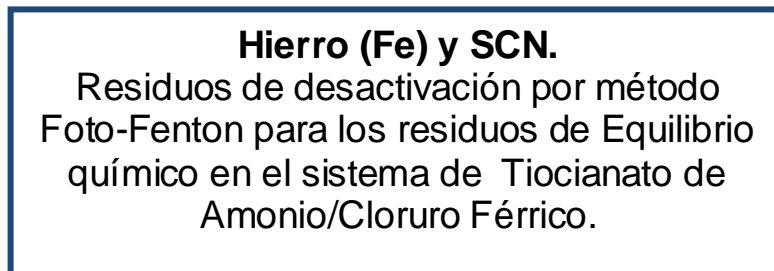 Hierro (Fe) y SCN.
Residuos de desactivación por método
Foto-Fenton para los residuos de Equilibrio
químico en el sistema de Tiocianato de
Amonio/Cloruro Férrico.